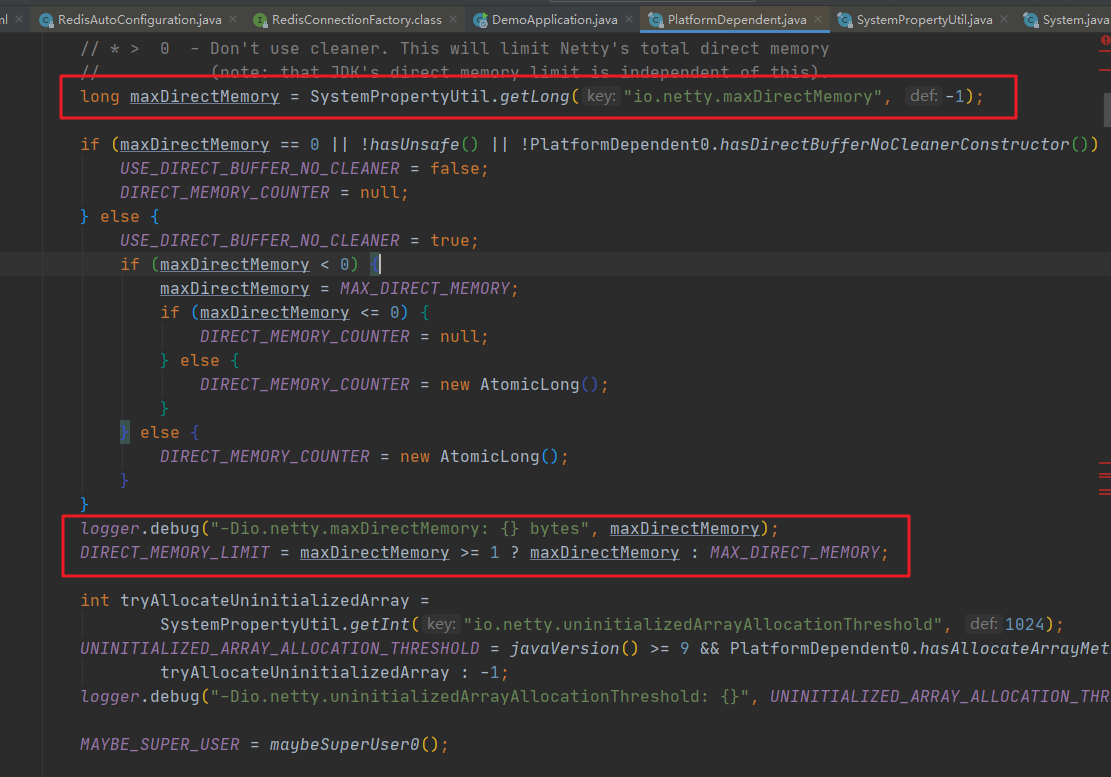 ml RedisAutoConfiguration.java RedisConnectionFactory.class DemoApplication.java PlatformDependent.java SystemPropertyUtil.java System.java
// * > 0 - Don't use cleaner. This will limit Netty's total direct memory
// (note: that JDK's direct memory limit is independent of this).
long maxDirectMemory = SystemPropertyUtil.getLong( key: "io.netty.maxDirectMemory", def: -1);
if (maxDirectMemory == 0 || !hasUnsafe() || !PlatformDependent0.hasDirectBufferNoCleanerConstructor())
USE_DIRECT_BUFFER_NO_CLEANER = false;
DIRECT_MEMORY_COUNTER = null;
} else {
USE_DIRECT_BUFFER_NO_CLEANER = true;
if (maxDirectMemory < 0) {
maxDirectMemory = MAX_DIRECT_MEMORY;
if (maxDirectMemory <= 0) {
DIRECT_MEMORY_COUNTER = null;
} else {
DIRECT_MEMORY_COUNTER = new AtomicLong();
}
} else {
DIRECT_MEMORY_COUNTER = new AtomicLong();
}
}
logger.debug("-Dio.netty.maxDirectMemory: {} bytes", maxDirectMemory);
DIRECT_MEMORY_LIMIT = maxDirectMemory >= 1 ? maxDirectMemory : MAX_DIRECT_MEMORY;
int tryAllocateUninitializedArray =
SystemPropertyUtil.getInt( key: "io.netty.uninitializedArrayAllocationThreshold", def: 1024);
UNINITIALIZED_ARRAY_ALLOCATION_THRESHOLD = javaVersion() >= 9 && PlatformDependent0.hasAllocateArrayMet
tryAllocateUninitializedArray : -1;
logger.debug("-Dio.netty.uninitializedArrayAllocationThreshold: {}", UNINITIALIZED_ARRAY_ALLOCATION_THR
MAYBE_SUPER_USER = maybeSuperUser0();